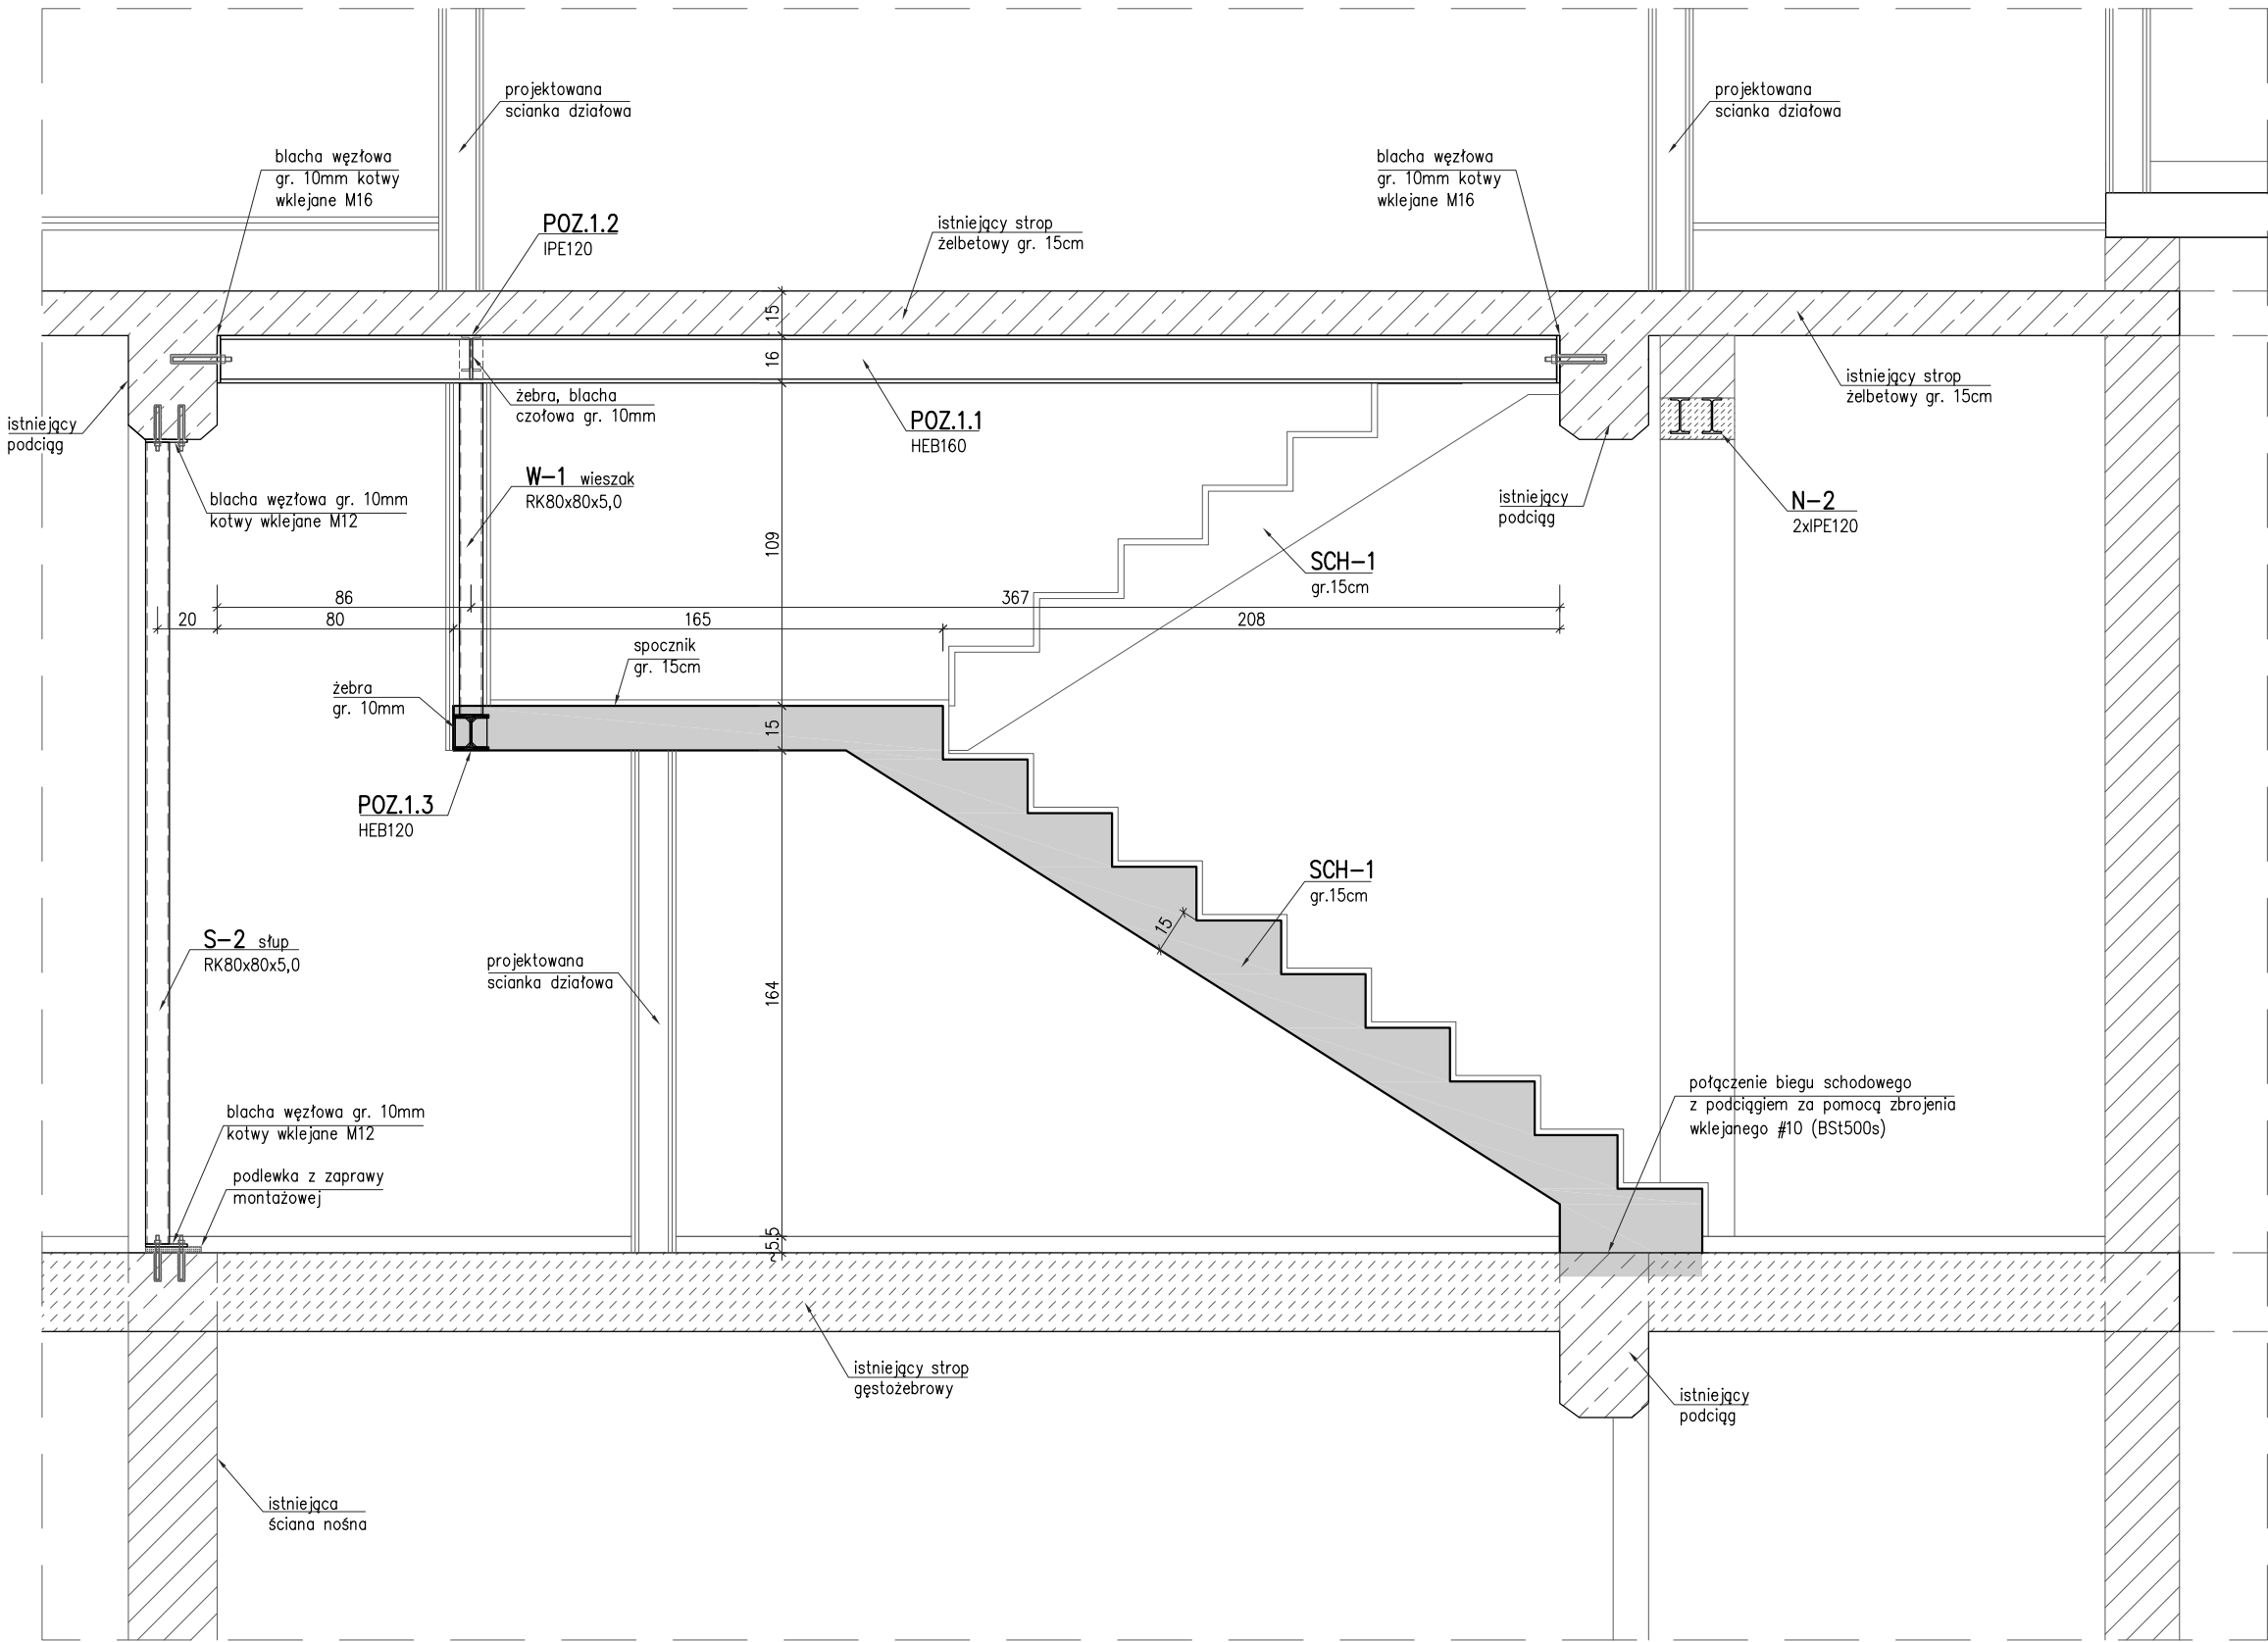 projektowana
scianka działowa
projektowana
scianka działowa
blacha węzłowa
gr. 10mm kotwy
wklejane M16
blacha węzłowa
gr. 10mm kotwy
wklejane M16
POZ.1.2
IPE120
istniejący strop
żelbetowy gr. 15cm
15
16
żebra, blacha
czołowa gr. 10mm
POZ.1.1
HEB160
istniejący strop
żelbetowy gr. 15cm
istniejący
podciąg
W-1 wieszak
RK80x80x5,0
blacha węzłowa gr. 10mm
kotwy wklejane M12
istniejący
podciąg
N-2
2xIPE120
109
SCH-1
gr.15cm
86
367
20
80
165
208
spocznik
gr. 15cm
żebra
gr. 10mm
15
POZ.1.3
HEB120
SCH-1
gr.15cm
15
S-2 słup
RK80x80x5,0
projektowana
scianka działowa
164
połączenie biegu schodowego
z podciągiem za pomocą zbrojenia
wklejanego #10 (BSt500s)
blacha węzłowa gr. 10mm
kotwy wklejane M12
podlewka z zaprawy
montażowej
~5.5
istniejący strop
gęstożebrowy
istniejący
podciąg
istniejąca
ściana nośna